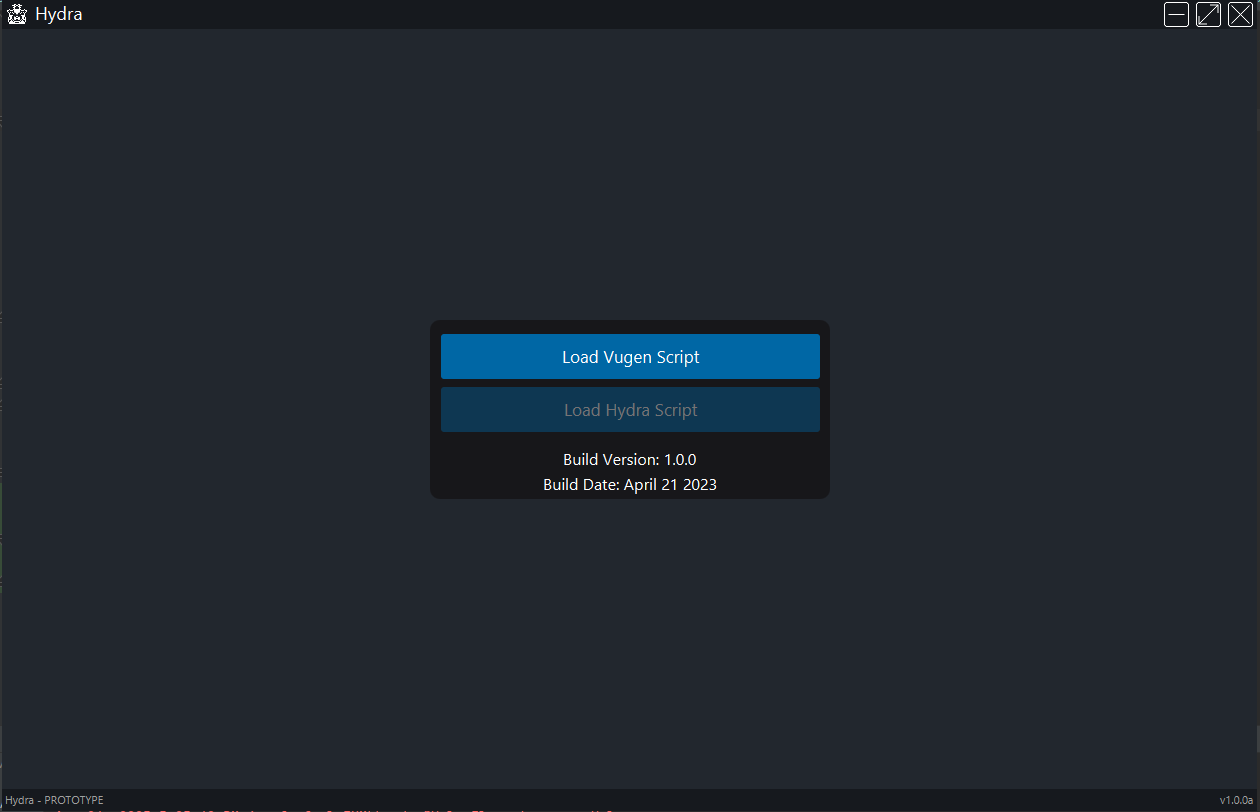 Hydra
Load Vugen Script
Load Hydra Script
Build Version: 1.0.0
Build Date: April 21 2023
Hydra - PROTOTYPE
v1.0.0a